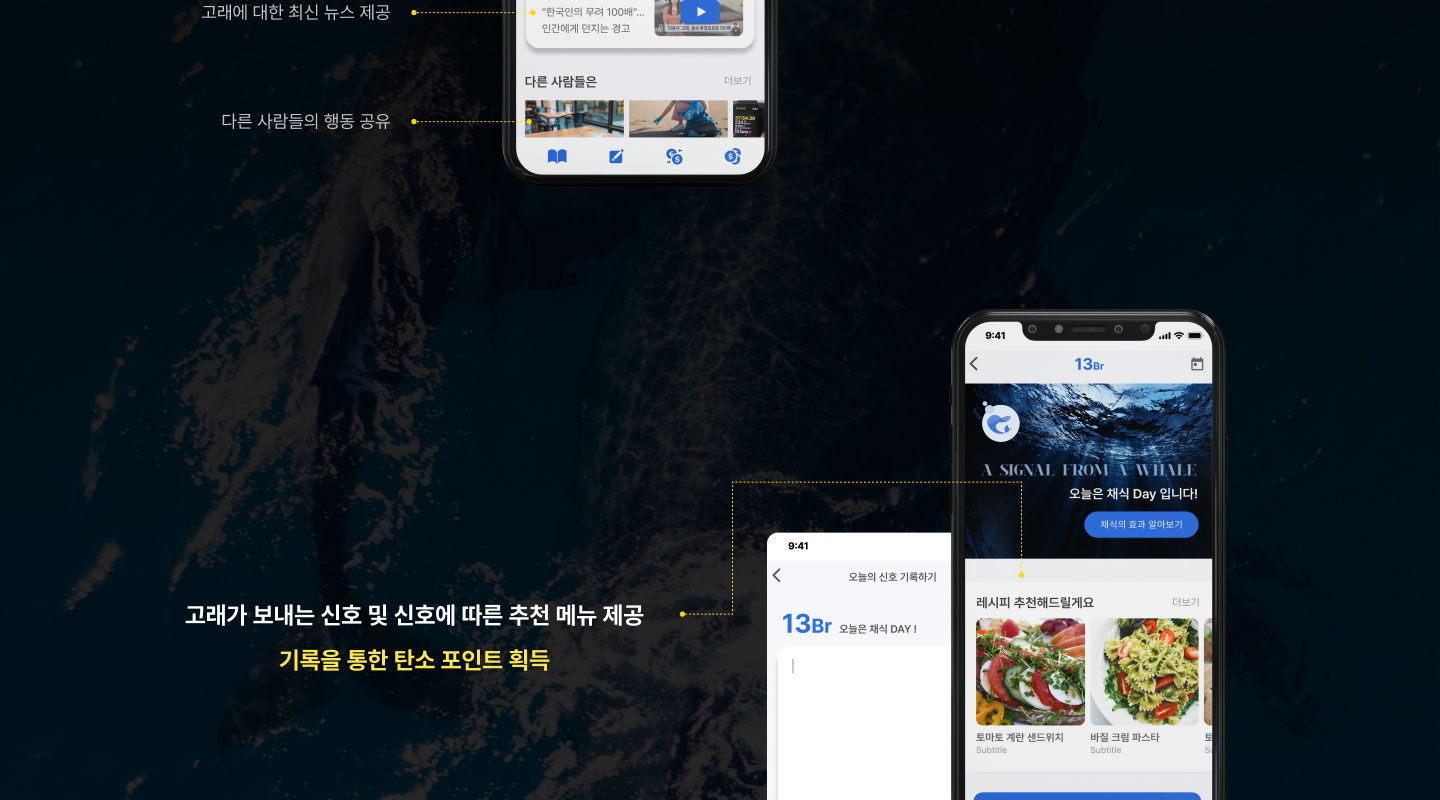 고래에 대한 최신 뉴스 제공
"한국인의 무려 100배"...
인간에게 던지는 경고
다른 사람들은
더보기
다른 사람들의 행동 공유
37:54.38
9:41
13Br
A SIGNAL FROM A WHALE
오늘은 채식 Day 입니다!
채식의 효과 알아보기
9:41
오늘의 신호 기록하기
13Br 오늘은 채식 DAY !
고래가 보내는 신호 및 신호에 따른 추천 메뉴 제공
기록을 통한 탄소 포인트 획득
레시피 추천해드릴게요
더보기
토마토 계란 샌드위치
Subtitle
바질 크림 파스타
Subtitle